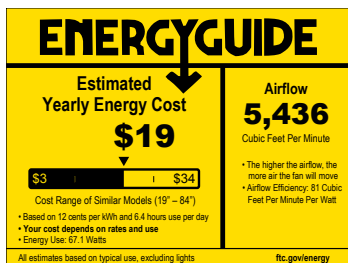 ENERGYGUIDE
Estimated
Yearly Energy Cost
$19
$3
$34
Cost Range of Similar Models (19” – 84”)
• Based on 12 cents per kWh and 6.4 hours use per day
• Your cost depends on rates and use
• Energy Use: 67.1 Watts
All estimates based on typical use, excluding lights
Airflow
5,436
Cubic Feet Per Minute
• The higher the airflow, the
more air the fan will move
• Airflow Efficiency: 81 Cubic
Feet Per Minute Per Watt
ftc.gov/energy